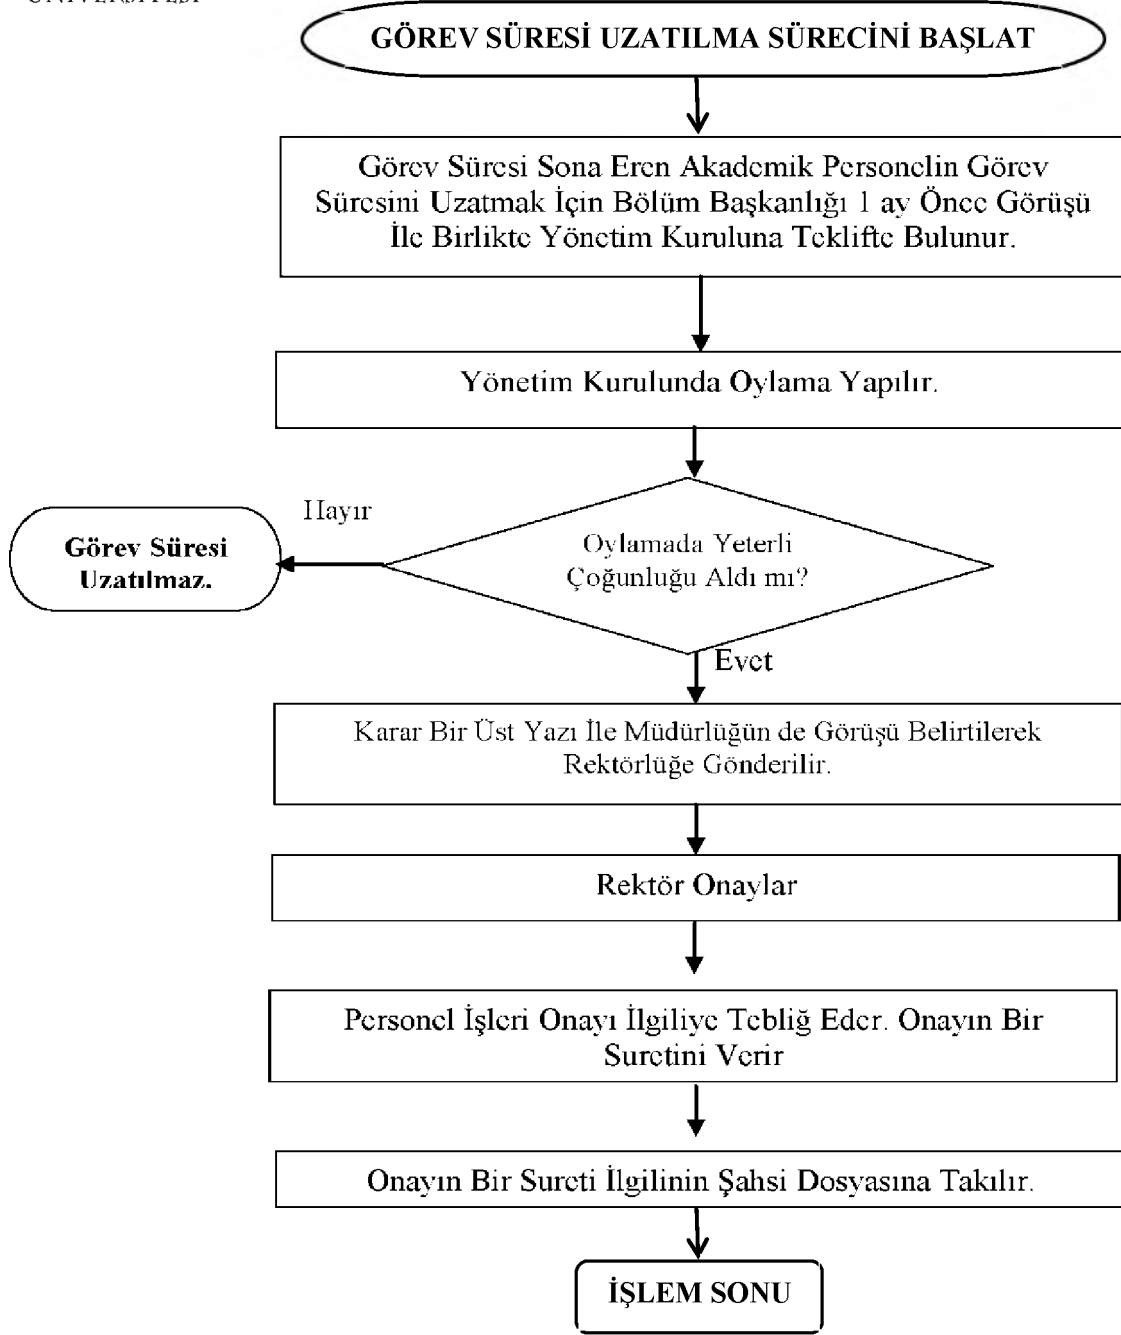 GÖREV SÜRESİ UZATILMA SÜRECİNİ BAŞLAT
Görev Süresi Sona Eren Akademik Personelin Görev
Süresini Uzatmak İçin Bölüm Başkanlığı 1 ay Önce Görüşü
İle Birlikte Yönetim Kuruluna Teklifte Bulunur.
Yönetim Kurulunda Oylama Yapılır.
Hayır
Görev Süresi
Uzatılmaz.
Oylamada Yeterli
Çoğunluğu Aldı mı?
Evet
Karar Bir Üst Yazı İle Müdürlüğün de Görüşü Belirtilerek
Rektörlüğe Gönderilir.
Rektör Onaylar
Personel İşleri Onayı İlgiliye Tebliğ Eder. Onayın Bir
Suretini Verir
Onayın Bir Sureti İlgilinin Şahsi Dosyasına Takılır.
İŞLEM SONU